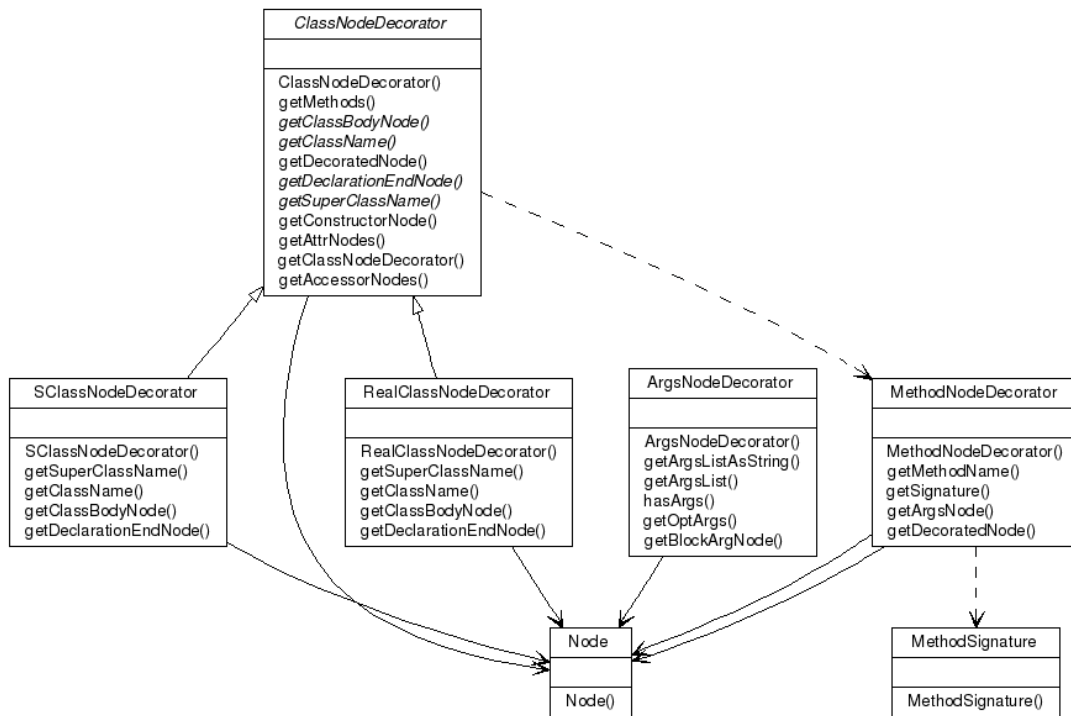 ClassNodeDecorator
ClassNodeDecorator()
getMethods()
getClassBodyNode()
getClassName()
getDecoratedNode()
getDeclarationEndNode()
getSuperClassName()
getConstructorNode()
getAttrNodes()
getClassNodeDecorator()
getAccessorNodes()
SClassNodeDecorator
SClassNodeDecorator()
getSuperClassName()
getClassName()
getClassBodyNode()
getDeclarationEndNode()
RealClassNodeDecorator
RealClassNodeDecorator()
getSuperClassName()
getClassName()
getClassBodyNode()
getDeclarationEndNode()
ArgsNodeDecorator
ArgsNodeDecorator()
getArgsListAsString()
getArgsList()
hasArgs()
getOptArgs()
getBlockArgNode()
MethodNodeDecorator
MethodNodeDecorator()
getMethodName()
getSignature()
getArgsNode()
getDecoratedNode()
Node
Node()
MethodSignature
MethodSignature()